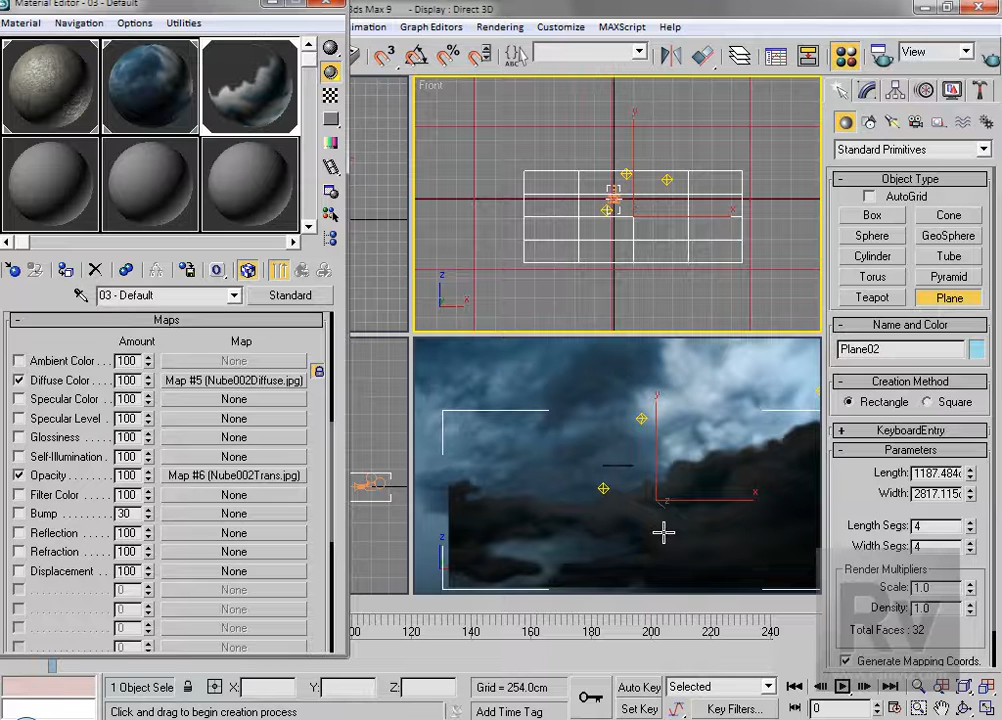 Material Editor - 03 - Default
3ds Max 9 - Display : Direct 3D
Material Navigation Options Utilities
imation Graph Editors Rendering Customize MAXScript Help
View
Front
Standard Primitives
Object Type
AutoGrid
Box Cone
Sphere GeoSphere
Cylinder Tube
Torus Pyramid
Teapot Plane
Name and Color
Plane02
Creation Method
Rectangle Square
KeyboardEntry
Parameters
Length: 1187.484
Width: 2817.115
Length Segs: 4
Width Segs: 4
Render Multipliers
Scale: 1.0
Density: 1.0
Total Faces : 32
Generate Mapping Coords.
03 - Default Standard
Maps
Amount Map
Ambient Color . . . 100 None
Diffuse Color . . . . 100 Map #5 (Nube002Diffuse.jpg)
Specular Color . . . 100 None
Specular Level . . . 100 None
Glossiness . . . . . 100 None
Self-Illumination . . 100 None
Opacity . . . . . . . 100 Map #6 (Nube002Trans.jpg)
Filter Color . . . . . 100 None
Bump . . . . . . . . 30 None
Reflection . . . . . 100 None
Refraction . . . . . 100 None
Displacement . . . 100 None
0 None
0 None
0 None
0 None
y
x
z
x
y
x
z
z
RV
100 120 140 160 180 200 220 240
1 Object Sele X: Y: Z: Grid = 254.0cm Auto Key Selected
Click and drag to begin creation process Add Time Tag Set Key Key Filters... 0